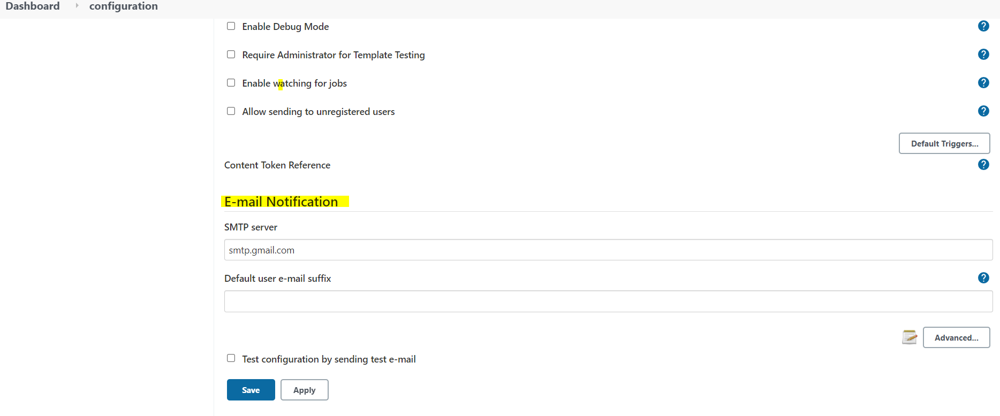 Dashboard configuration
Enable Debug Mode ?
Require Administrator for Template Testing ?
Enable watching for jobs ?
Allow sending to unregistered users ?
Default Triggers...
Content Token Reference ?
E-mail Notification
SMTP server
smtp.gmail.com
Default user e-mail suffix ?
Advanced...
Test configuration by sending test e-mail
Save Apply